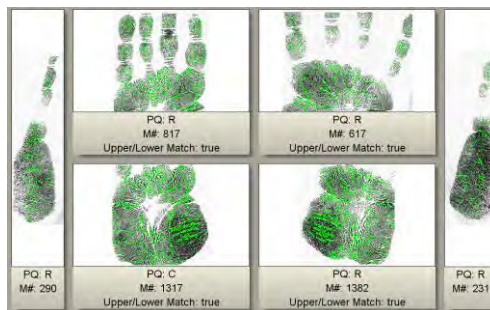 PQ: R
M#: 817
Upper/Lower Match: true
PQ: R
M#: 617
Upper/Lower Match: true
PQ: R
M#: 290
PQ: C
M#: 1317
Upper/Lower Match: true
PQ: R
M#: 1382
Upper/Lower Match: true
PQ: R
M#: 231